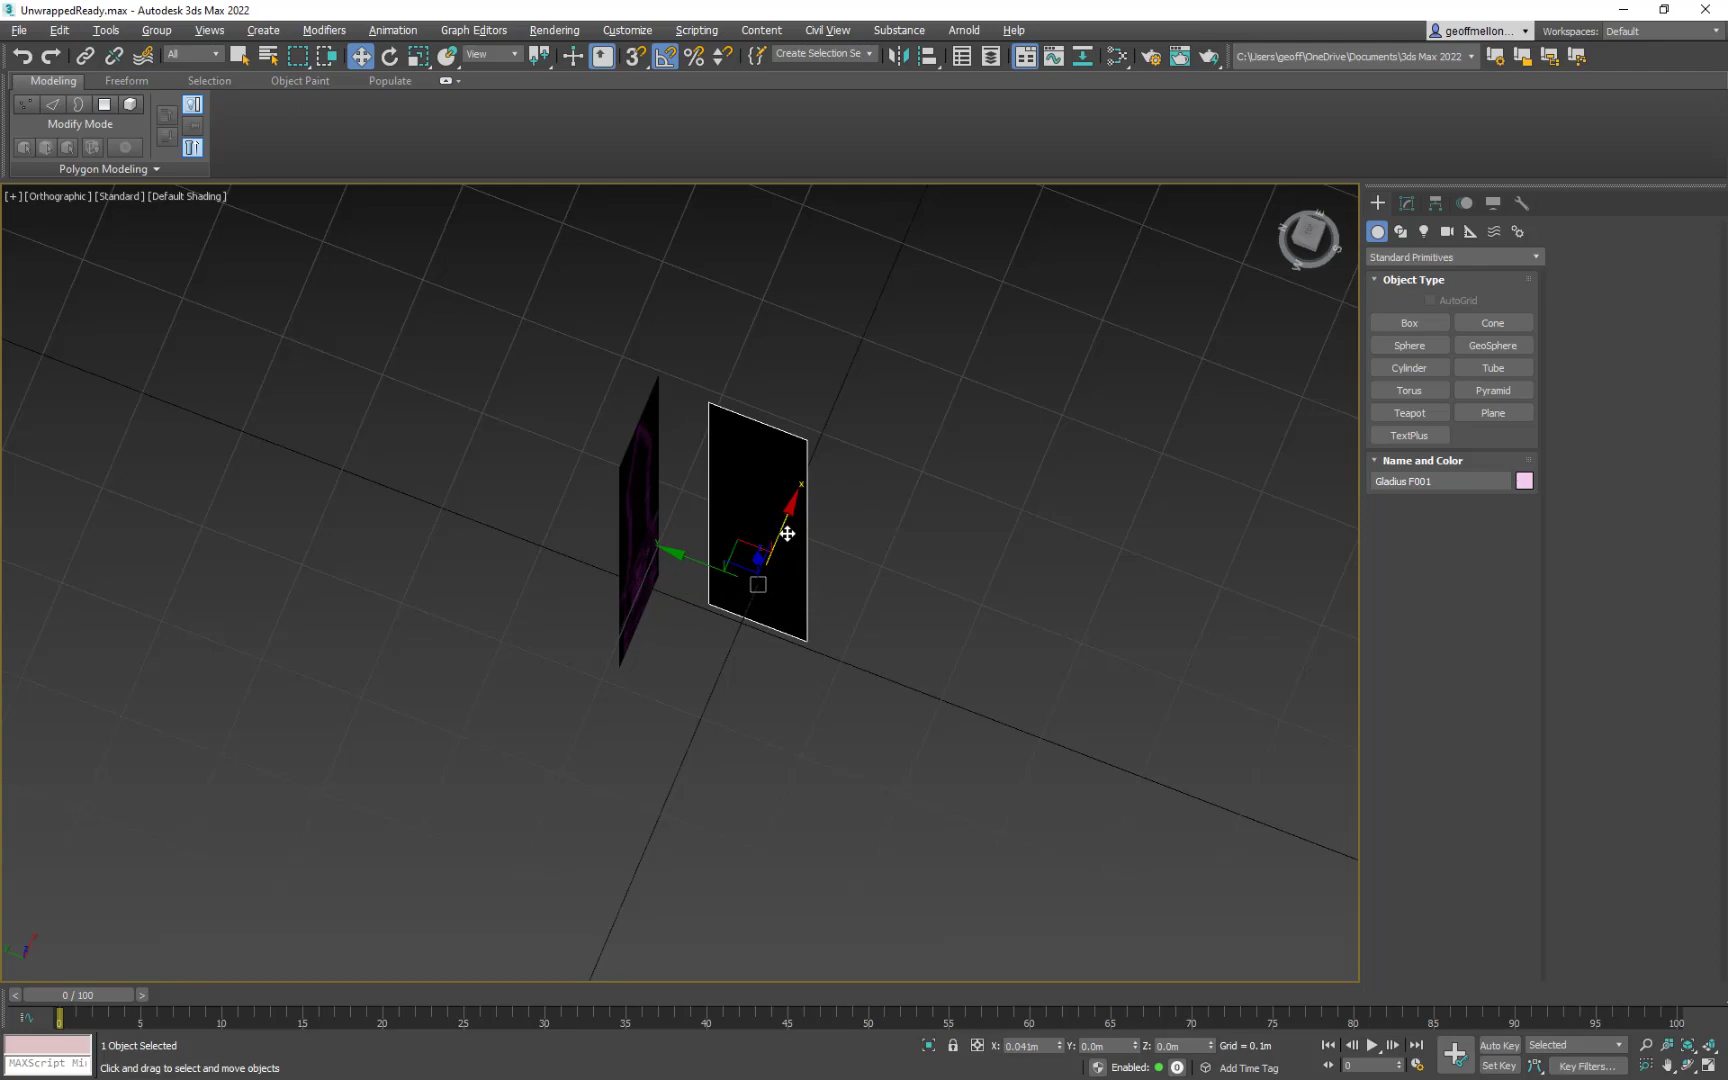 UnwrappedReady.max - Autodesk 3ds Max 2022
File Edit Tools Group Views Create Modifiers Animation Graph Editors Rendering Customize Scripting Content Civil View Substance Arnold Help
geoffmellon... Workspaces: Default
All View Create Selection Se C:\Users\geoff\OneDrive\Documents\3ds Max 2022
Modeling Freeform Selection Object Paint Populate
Modify Mode
Polygon Modeling
[+] [Orthographic] [Standard] [Default Shading]
Standard Primitives
Object Type
AutoGrid
Box Cone
Sphere GeoSphere
Cylinder Tube
Torus Pyramid
Teapot Plane
TextPlus
Name and Color
Gladius F001
x
y
0 / 100
0 5 10 15 20 25 30 35 40 45 50 55 60 65 70 75 80 85 90 95 100
1 Object Selected
X: 0.041m Y: 0.0m Z: 0.0m Grid = 0.1m
Auto Key Selected
MAXScript Mi
Click and drag to select and move objects
Enabled: Add Time Tag
0
Set Key Key Filters...